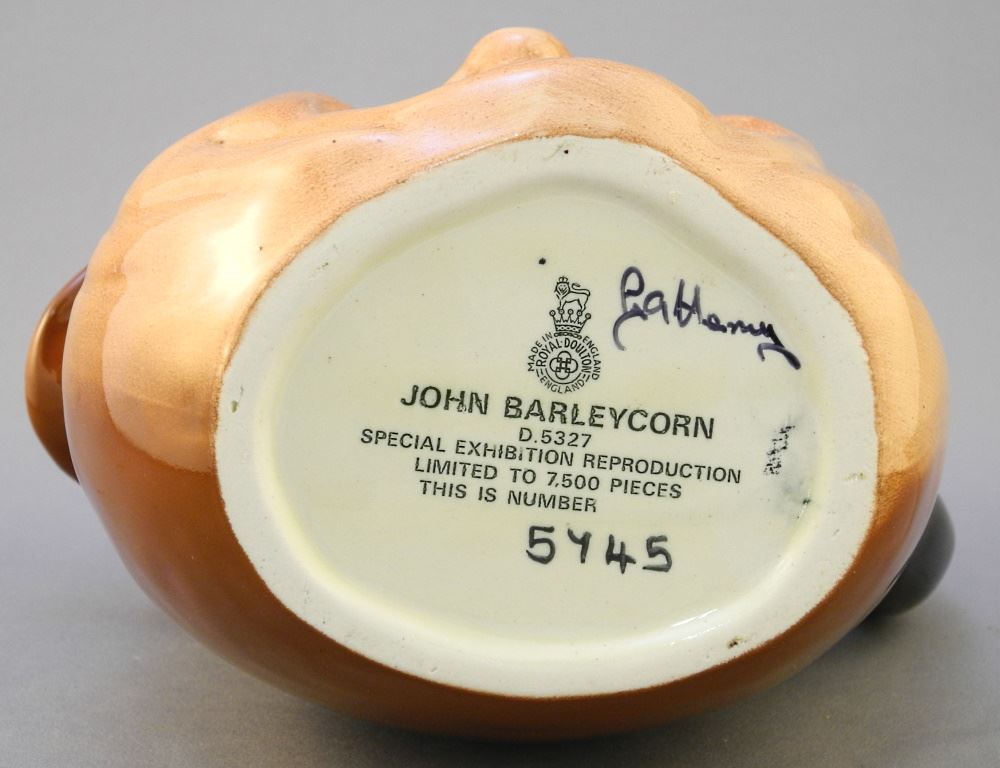 MADE IN ENGLAND
ROYAL·DOULTON
ENGLAND
JOHN BARLEYCORN
D.5327
SPECIAL EXHIBITION REPRODUCTION
LIMITED TO 7,500 PIECES
THIS IS NUMBER
5445